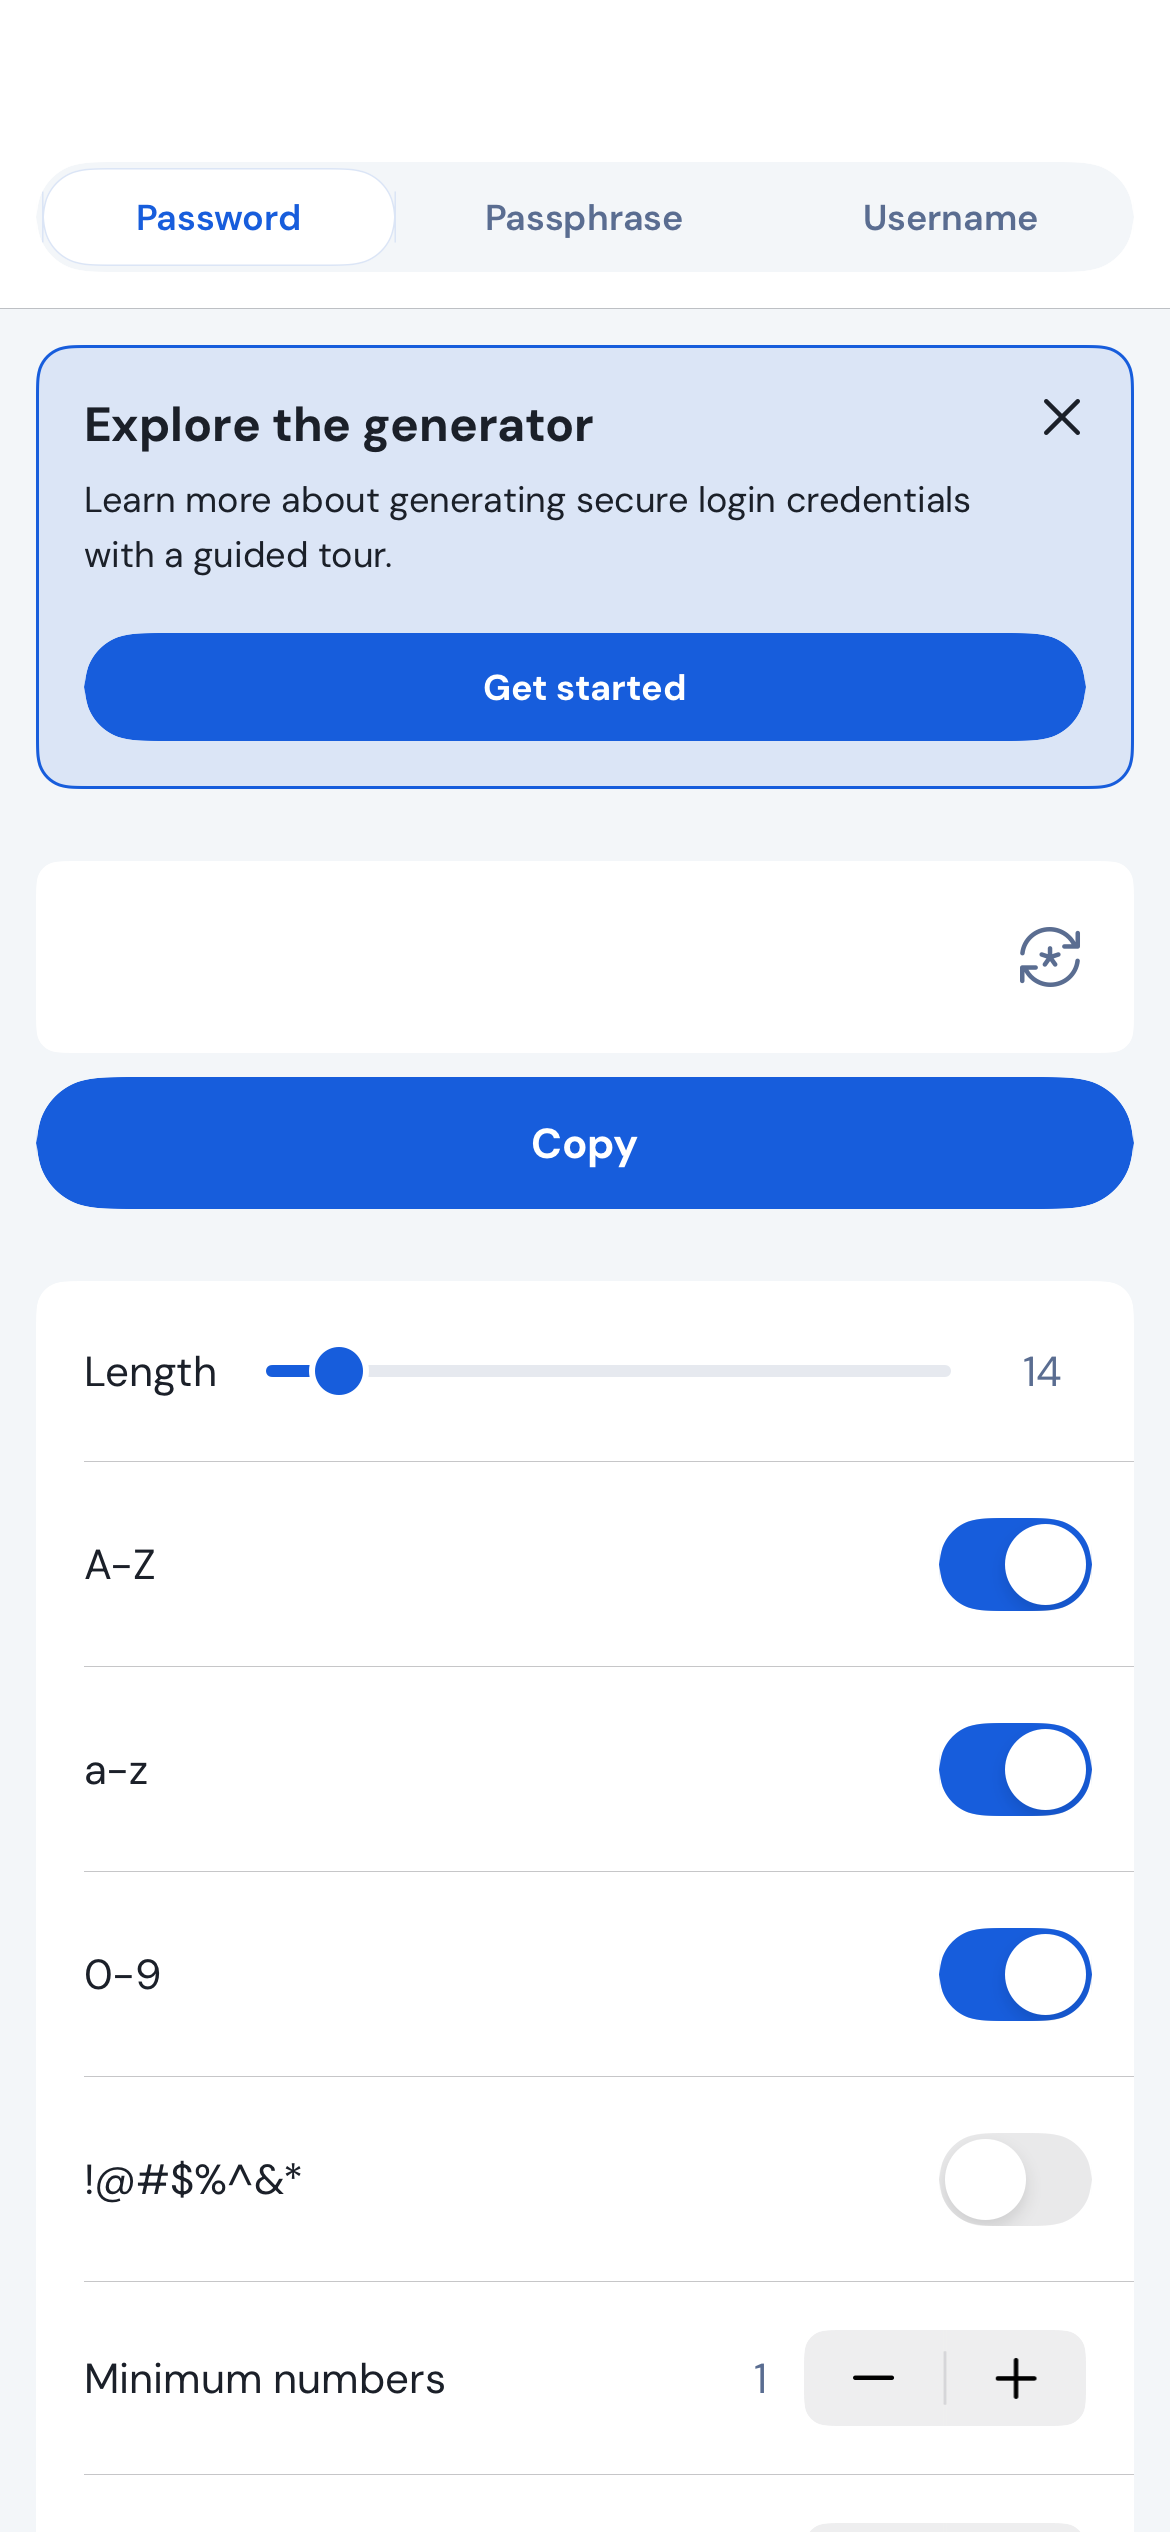 Password
Passphrase
Username
Explore the generator
Learn more about generating secure login credentials
with a guided tour.
Get started
Copy
Length
14
A-Z
a-z
0-9
!@#$%^&*
Minimum numbers
1